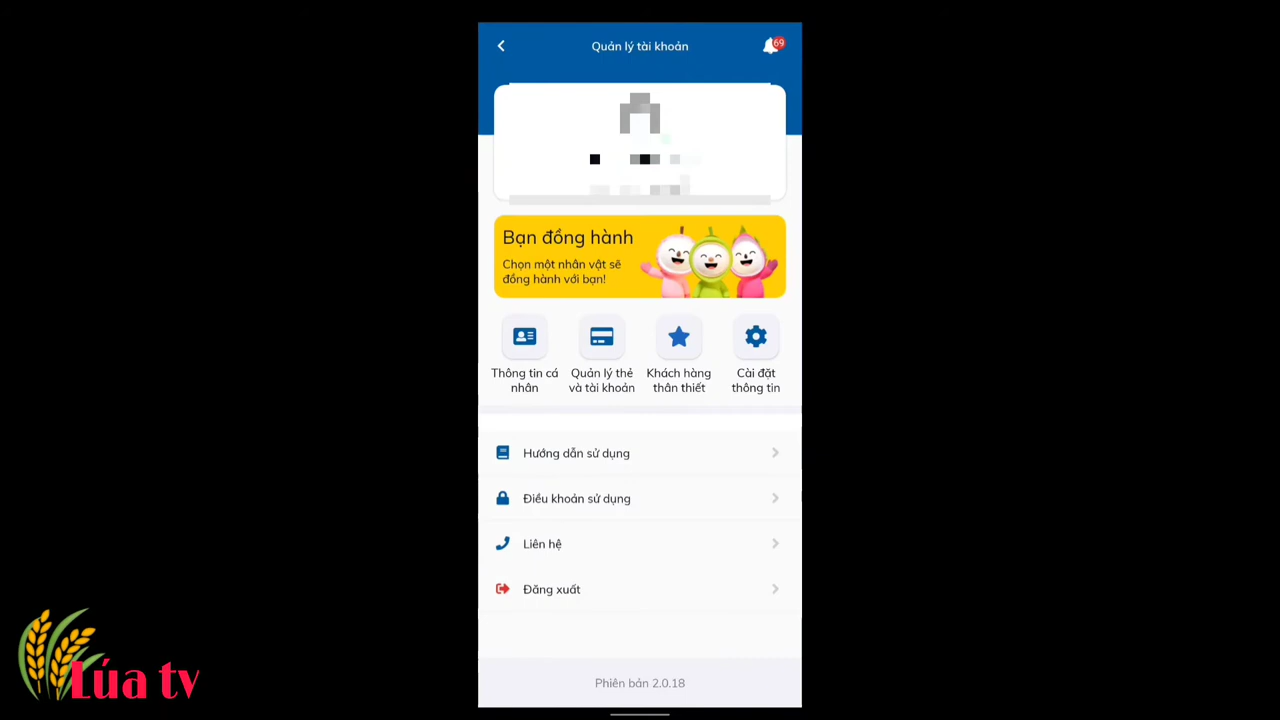 Quản lý tài khoản
69
Bạn đồng hành
Chọn một nhân vật sẽ
đồng hành với bạn!
Thông tin cá
nhân
Quản lý thẻ
và tài khoản
Khách hàng
thân thiết
Cài đặt
thông tin
Hướng dẫn sử dụng
Điều khoản sử dụng
Liên hệ
Đăng xuất
Phiên bản 2.0.18
Lúa tv